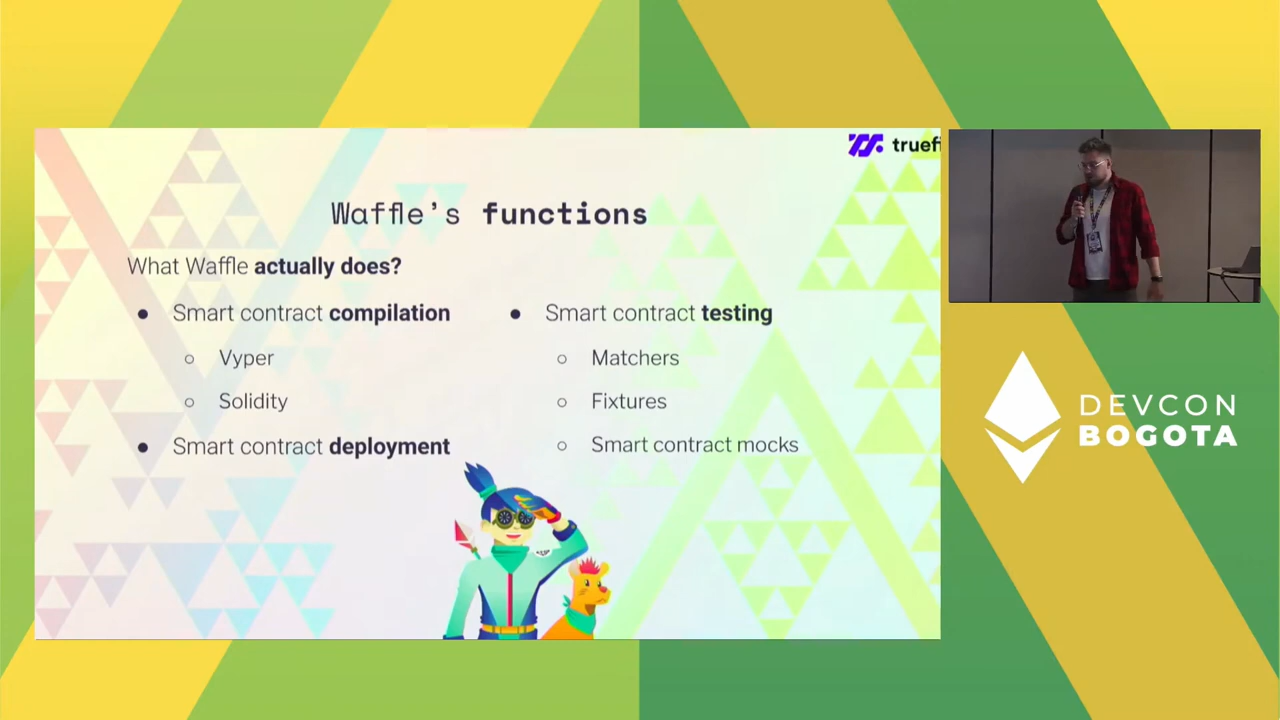 truefi
Waffle's functions
What Waffle actually does?
● Smart contract compilation
○ Vyper
○ Solidity
● Smart contract deployment
● Smart contract testing
○ Matchers
○ Fixtures
○ Smart contract mocks
DEVCON
BOGOTA